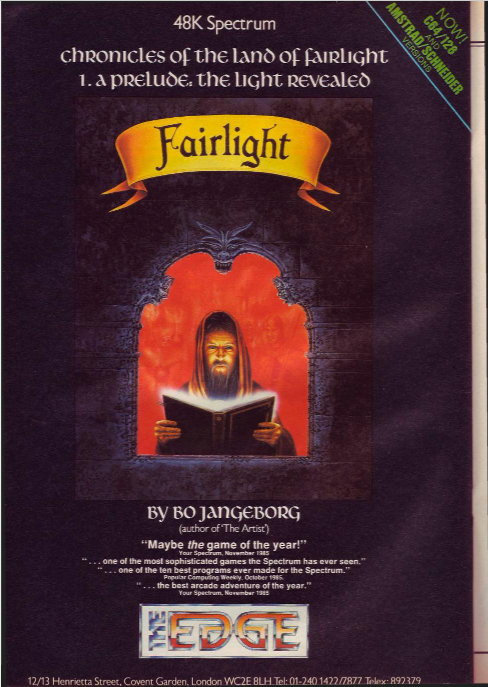 48K Spectrum
NOW!
C64/128
AND
AMSTRAD/SCHNEIDER
VERSIONS
chronicles of the land of fairlight
1. a prelude: the light revealed
Fairlight
BY BO JANGEBORG
(author of 'The Artist')
"Maybe the game of the year!"
Your Spectrum, November 1985
". . . one of the most sophisticated games the Spectrum has ever seen."
". . . one of the ten best programs ever made for the Spectrum."
Popular Computing Weekly, October 1985.
". . . the best arcade adventure of the year."
Your Spectrum, November 1985
THE EDGE
12/13 Henrietta Street, Covent Garden, London WC2E 8LH Tel: 01-240 1422/7877 Telex: 892379